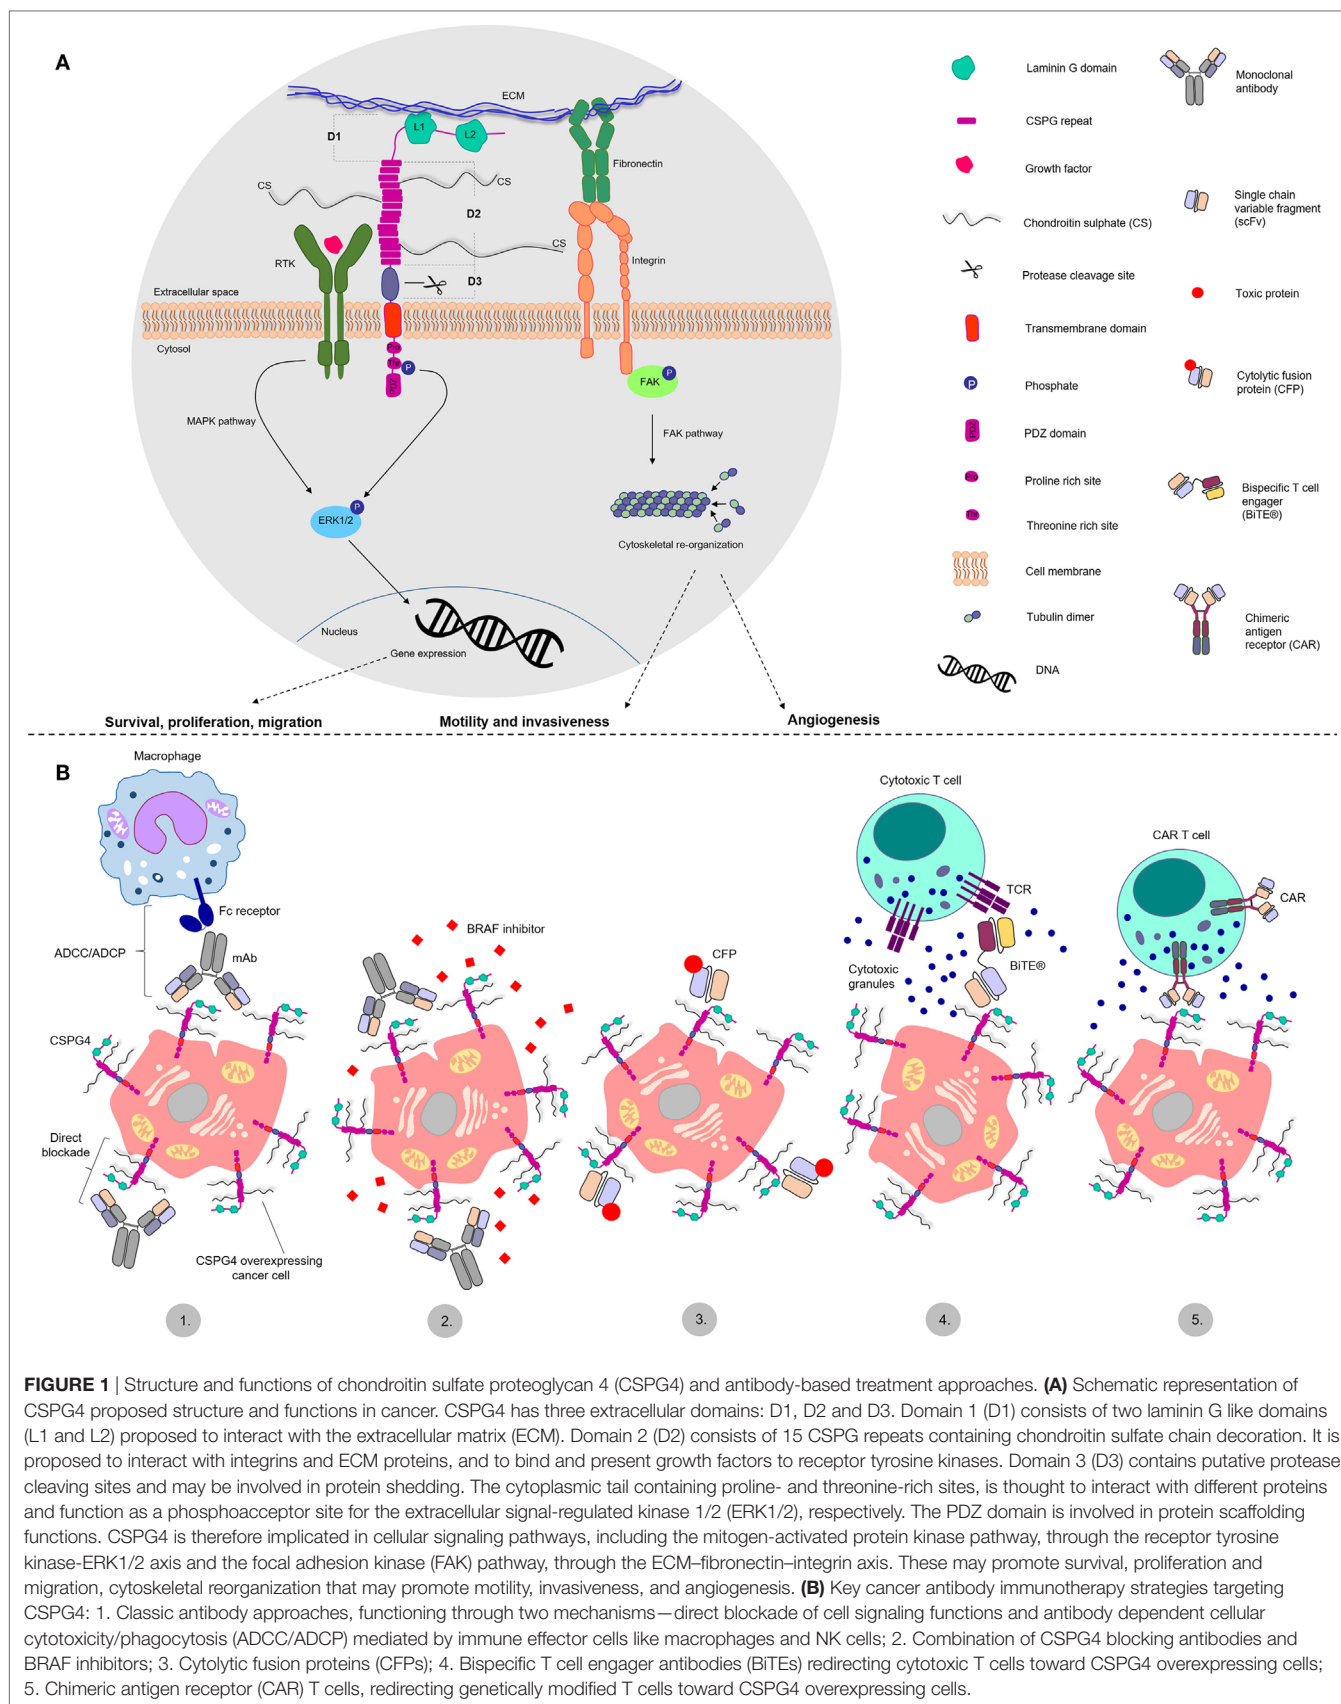 A
ECM
D1
L1
L2
Fibronectin
CS
CS
D2
CS
RTK
Integrin
D3
Extracellular space
Cytosol
Pro
Thr
P
PDZ
P
FAK
MAPK pathway
FAK pathway
P
ERK1/2
Cytoskeletal re-organization
Nucleus
Gene expression
Survival, proliferation, migration
Motility and invasiveness
Angiogenesis
Laminin G domain
CSPG repeat
Growth factor
Chondroitin sulphate (CS)
Protease cleavage site
Transmembrane domain
P
Phosphate
PDZ
PDZ domain
Pro
Proline rich site
Thr
Threonine rich site
Cell membrane
Tubulin dimer
DNA
Monoclonal
antibody
Single chain
variable fragment
(scFv)
Toxic protein
Cytolytic fusion
protein (CFP)
Bispecific T cell
engager
(BiTE®)
Chimeric
antigen
receptor (CAR)
B
Macrophage
Fc receptor
ADCC/ADCP
mAb
CSPG4
Direct
blockade
CSPG4 overexpressing
cancer cell
1.
BRAF inhibitor
2.
CFP
3.
Cytotoxic T cell
TCR
BiTE®
Cytotoxic
granules
4.
CAR T cell
CAR
5.
FIGURE 1 | Structure and functions of chondroitin sulfate proteoglycan 4 (CSPG4) and antibody-based treatment approaches. (A) Schematic representation of
CSPG4 proposed structure and functions in cancer. CSPG4 has three extracellular domains: D1, D2 and D3. Domain 1 (D1) consists of two laminin G like domains
(L1 and L2) proposed to interact with the extracellular matrix (ECM). Domain 2 (D2) consists of 15 CSPG repeats containing chondroitin sulfate chain decoration. It is
proposed to interact with integrins and ECM proteins, and to bind and present growth factors to receptor tyrosine kinases. Domain 3 (D3) contains putative protease
cleaving sites and may be involved in protein shedding. The cytoplasmic tail containing proline- and threonine-rich sites, is thought to interact with different proteins
and function as a phosphoacceptor site for the extracellular signal-regulated kinase 1/2 (ERK1/2), respectively. The PDZ domain is involved in protein scaffolding
functions. CSPG4 is therefore implicated in cellular signaling pathways, including the mitogen-activated protein kinase pathway, through the receptor tyrosine
kinase-ERK1/2 axis and the focal adhesion kinase (FAK) pathway, through the ECM–fibronectin–integrin axis. These may promote survival, proliferation and
migration, cytoskeletal reorganization that may promote motility, invasiveness, and angiogenesis. (B) Key cancer antibody immunotherapy strategies targeting
CSPG4: 1. Classic antibody approaches, functioning through two mechanisms—direct blockade of cell signaling functions and antibody dependent cellular
cytotoxicity/phagocytosis (ADCC/ADCP) mediated by immune effector cells like macrophages and NK cells; 2. Combination of CSPG4 blocking antibodies and
BRAF inhibitors; 3. Cytolytic fusion proteins (CFPs); 4. Bispecific T cell engager antibodies (BiTEs) redirecting cytotoxic T cells toward CSPG4 overexpressing cells;
5. Chimeric antigen receptor (CAR) T cells, redirecting genetically modified T cells toward CSPG4 overexpressing cells.